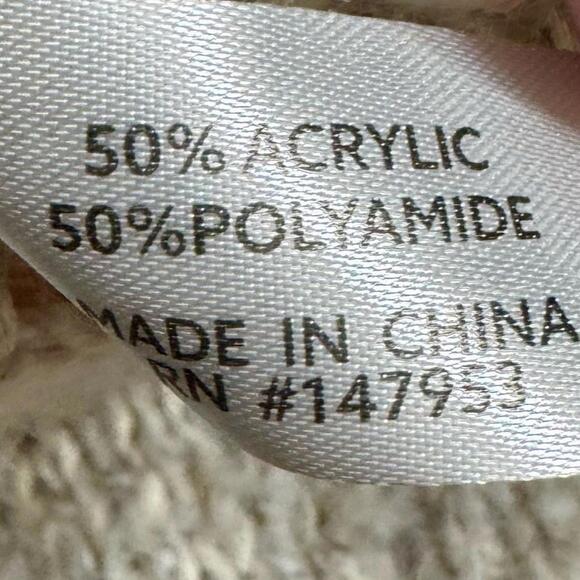 50% ACRYLIC
50%POLYAMIDE
MADE IN CHINA
RN #147953